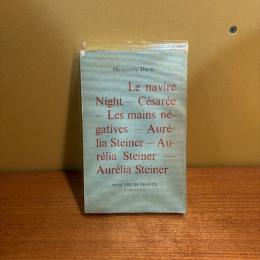 Marguerite Duras
Le navire
Night — Césarée
— Les mains né-
gatives — Auré-
lia Steiner — Au-
rélia Steiner —
Aurélia Steiner
MERCURE DE FRANCE